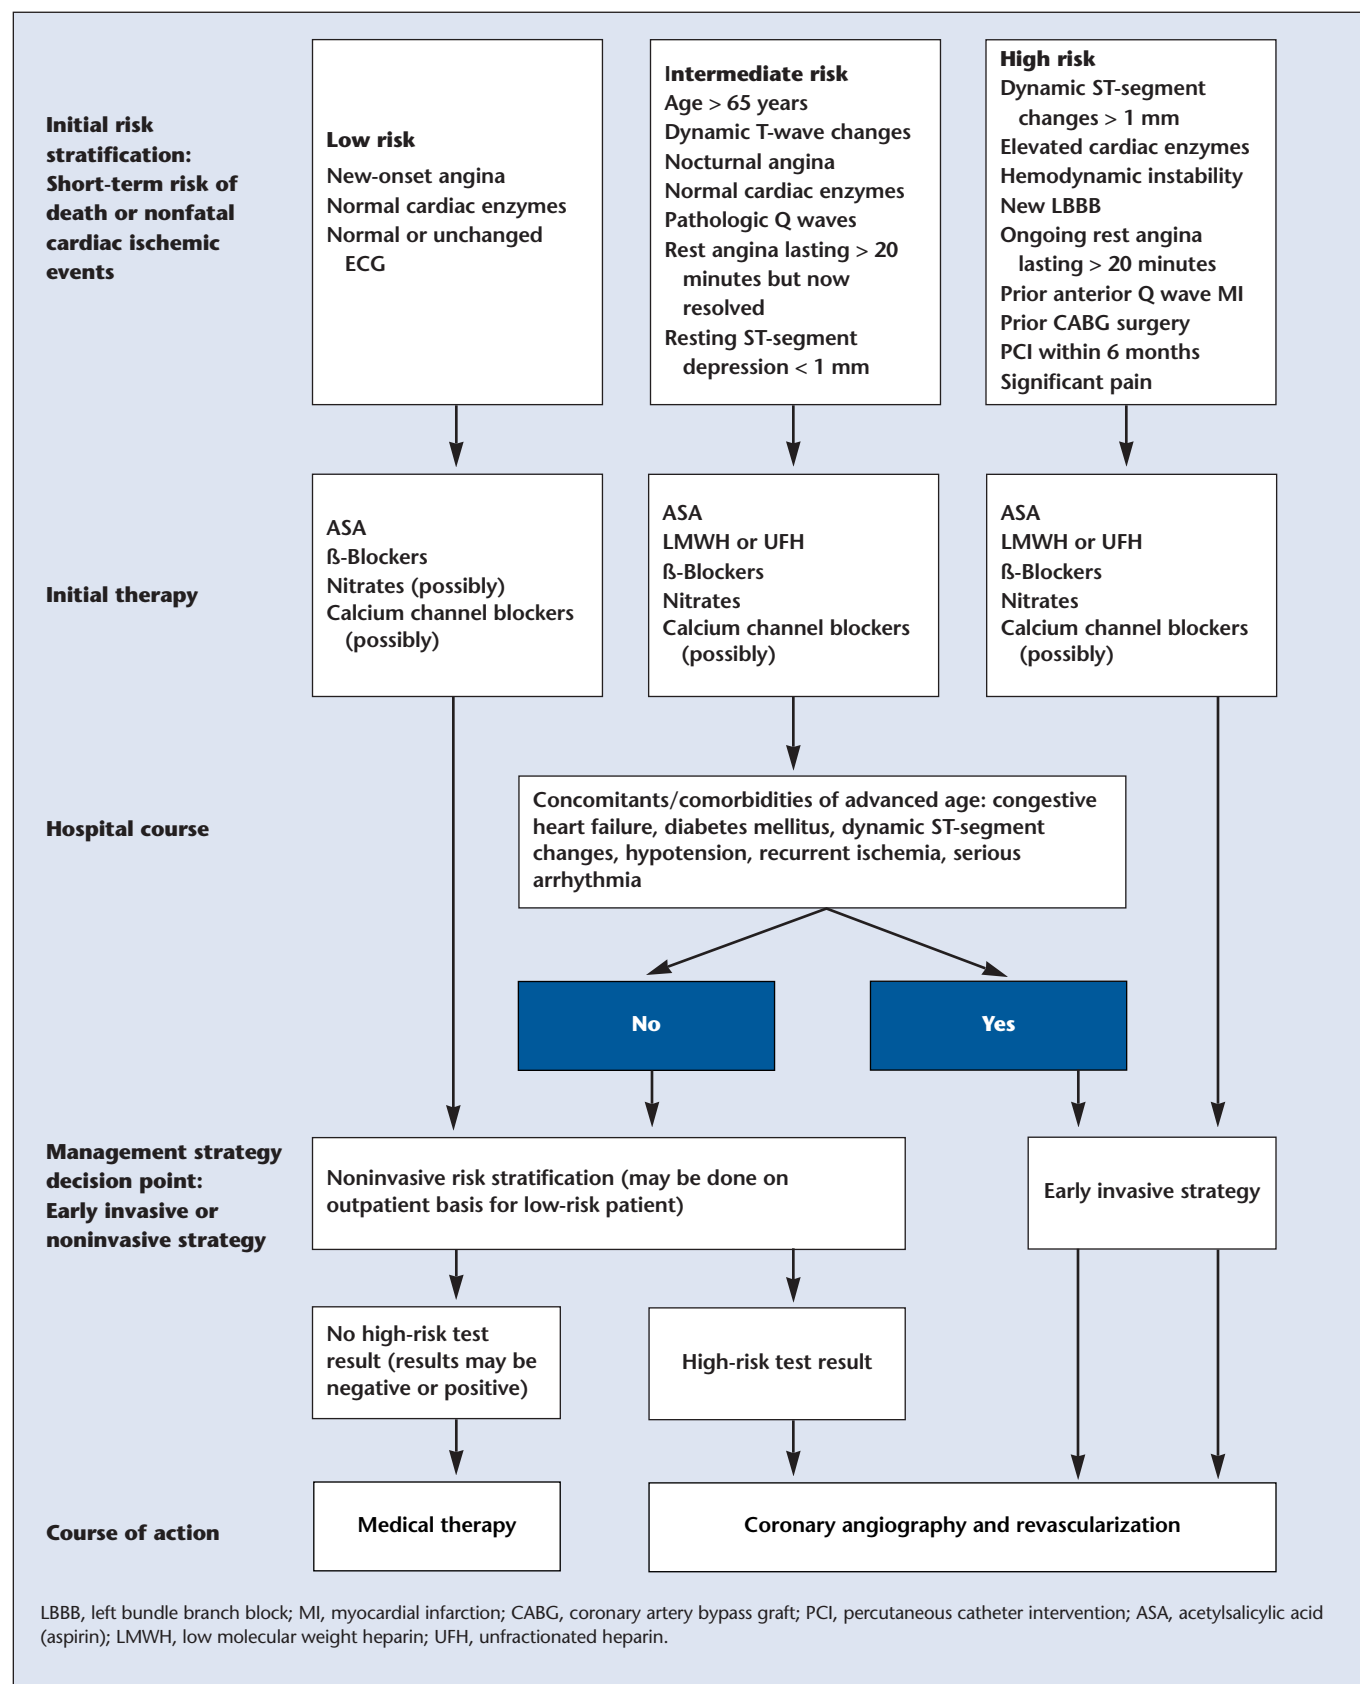 Initial risk
stratification:
Short-term risk of
death or nonfatal
cardiac ischemic
events
Low risk
New-onset angina
Normal cardiac enzymes
Normal or unchanged
ECG
Intermediate risk
Age > 65 years
Dynamic T-wave changes
Nocturnal angina
Normal cardiac enzymes
Pathologic Q waves
Rest angina lasting > 20
minutes but now
resolved
Resting ST-segment
depression < 1 mm
High risk
Dynamic ST-segment
changes > 1 mm
Elevated cardiac enzymes
Hemodynamic instability
New LBBB
Ongoing rest angina
lasting > 20 minutes
Prior anterior Q wave MI
Prior CABG surgery
PCI within 6 months
Significant pain
Initial therapy
ASA
ß-Blockers
Nitrates (possibly)
Calcium channel blockers
(possibly)
ASA
LMWH or UFH
ß-Blockers
Nitrates
Calcium channel blockers
(possibly)
ASA
LMWH or UFH
ß-Blockers
Nitrates
Calcium channel blockers
(possibly)
Hospital course
Concomitants/comorbidities of advanced age: congestive
heart failure, diabetes mellitus, dynamic ST-segment
changes, hypotension, recurrent ischemia, serious
arrhythmia
No
Yes
Management strategy
decision point:
Early invasive or
noninvasive strategy
Noninvasive risk stratification (may be done on
outpatient basis for low-risk patient)
Early invasive strategy
No high-risk test
result (results may be
negative or positive)
High-risk test result
Course of action
Medical therapy
Coronary angiography and revascularization
LBBB, left bundle branch block; MI, myocardial infarction; CABG, coronary artery bypass graft; PCI, percutaneous catheter intervention; ASA, acetylsalicylic acid
(aspirin); LMWH, low molecular weight heparin; UFH, unfractionated heparin.